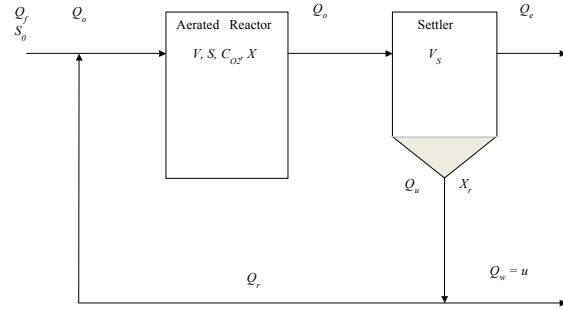 Q_f Q_o Aerated Reactor Q_o Settler Q_e
S_0
V, S, C_O2, X V_S
Q_u X_r
Q_r Q_w = u